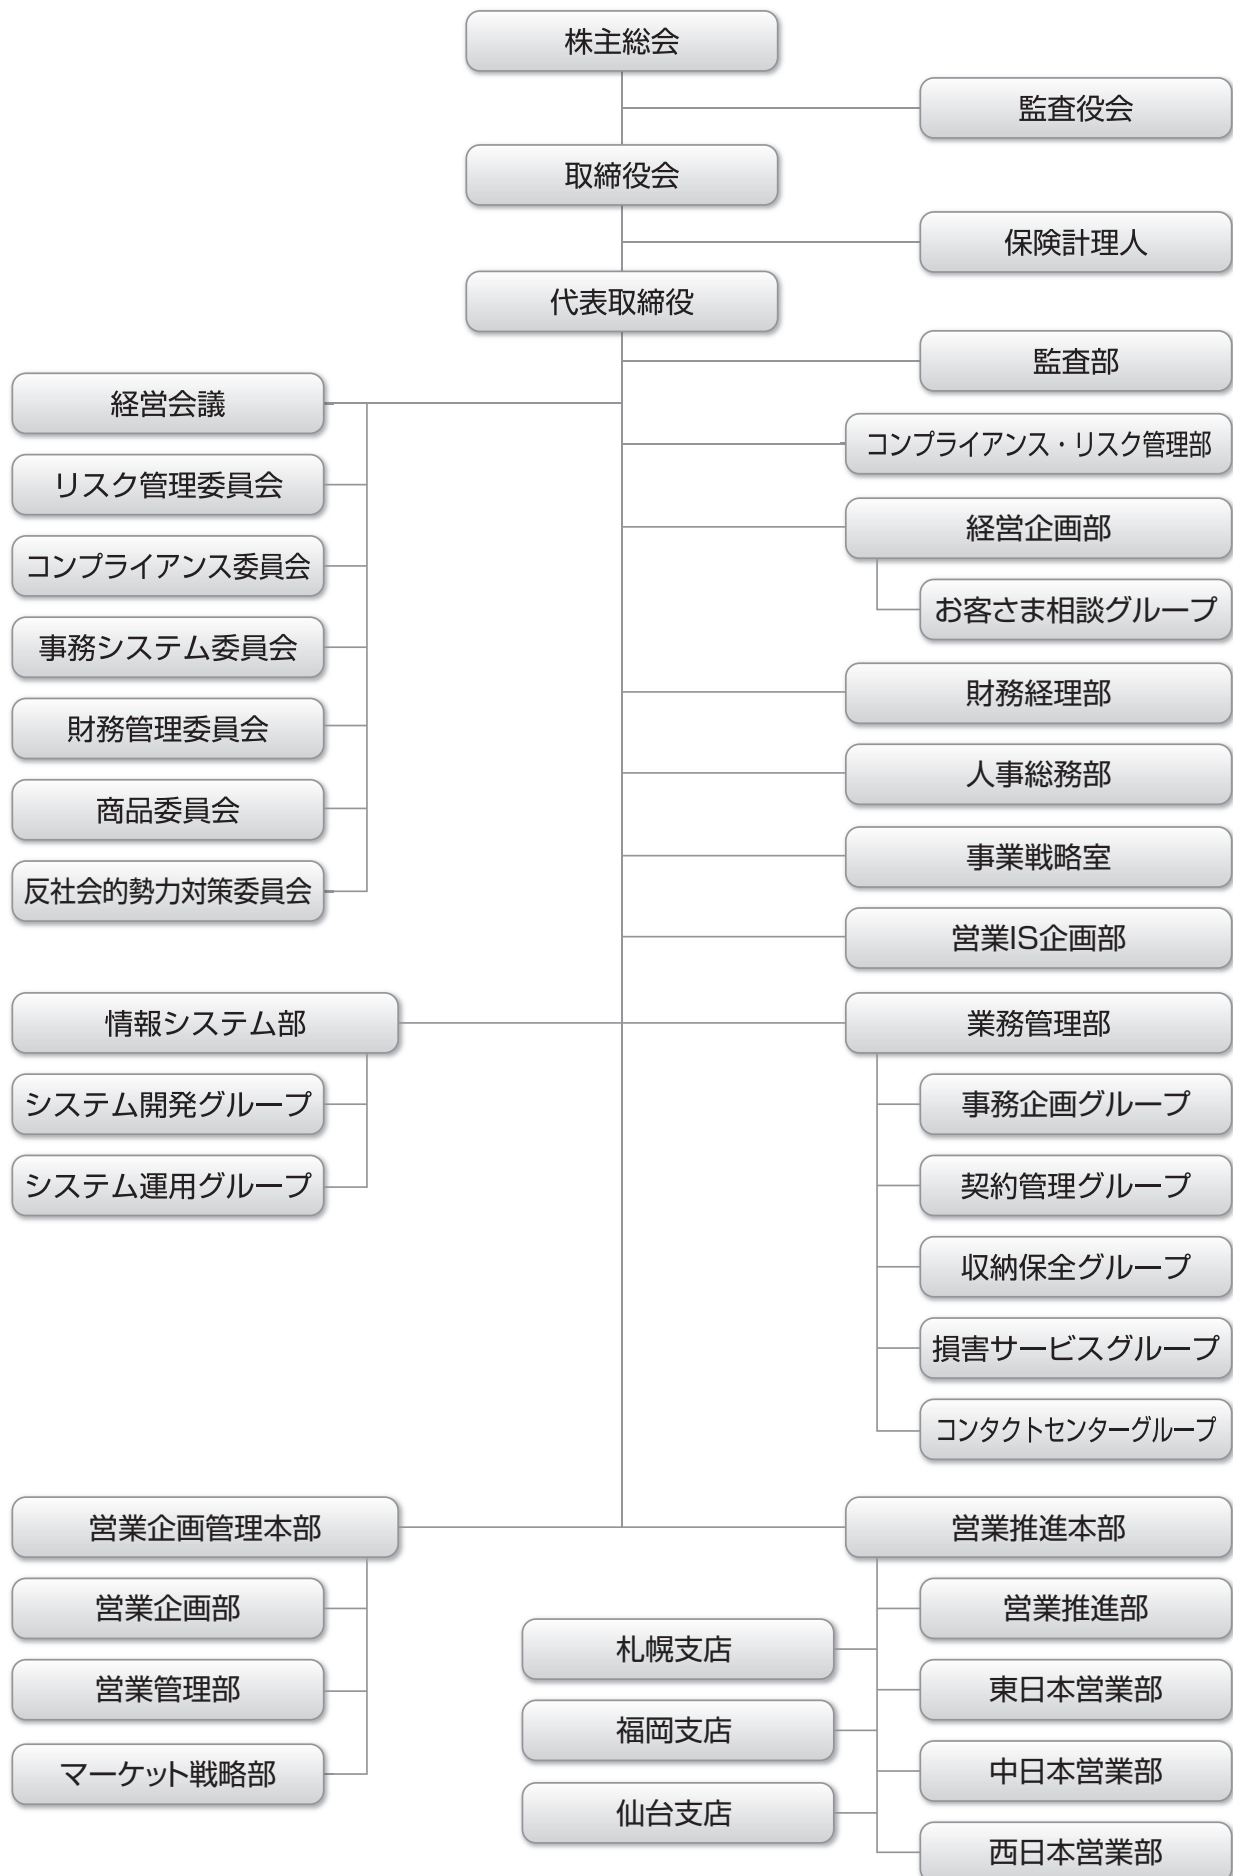 株主総会
監査役会
取締役会
保険計理人
代表取締役
監査部
経営会議
リスク管理委員会
コンプライアンス委員会
事務システム委員会
財務管理委員会
商品委員会
反社会的勢力対策委員会
コンプライアンス・リスク管理部
経営企画部
お客さま相談グループ
財務経理部
人事総務部
事業戦略室
営業IS企画部
情報システム部
システム開発グループ
システム運用グループ
業務管理部
事務企画グループ
契約管理グループ
収納保全グループ
損害サービスグループ
コンタクトセンターグループ
営業企画管理本部
営業企画部
営業管理部
マーケット戦略部
営業推進本部
札幌支店
福岡支店
仙台支店
営業推進部
東日本営業部
中日本営業部
西日本営業部